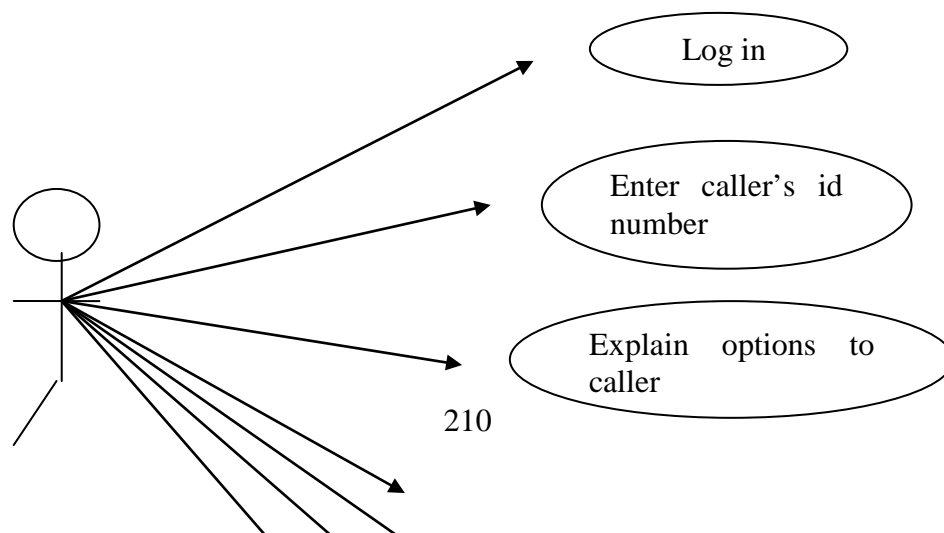 Log in
Enter caller’s id
number
Explain options to
caller
210